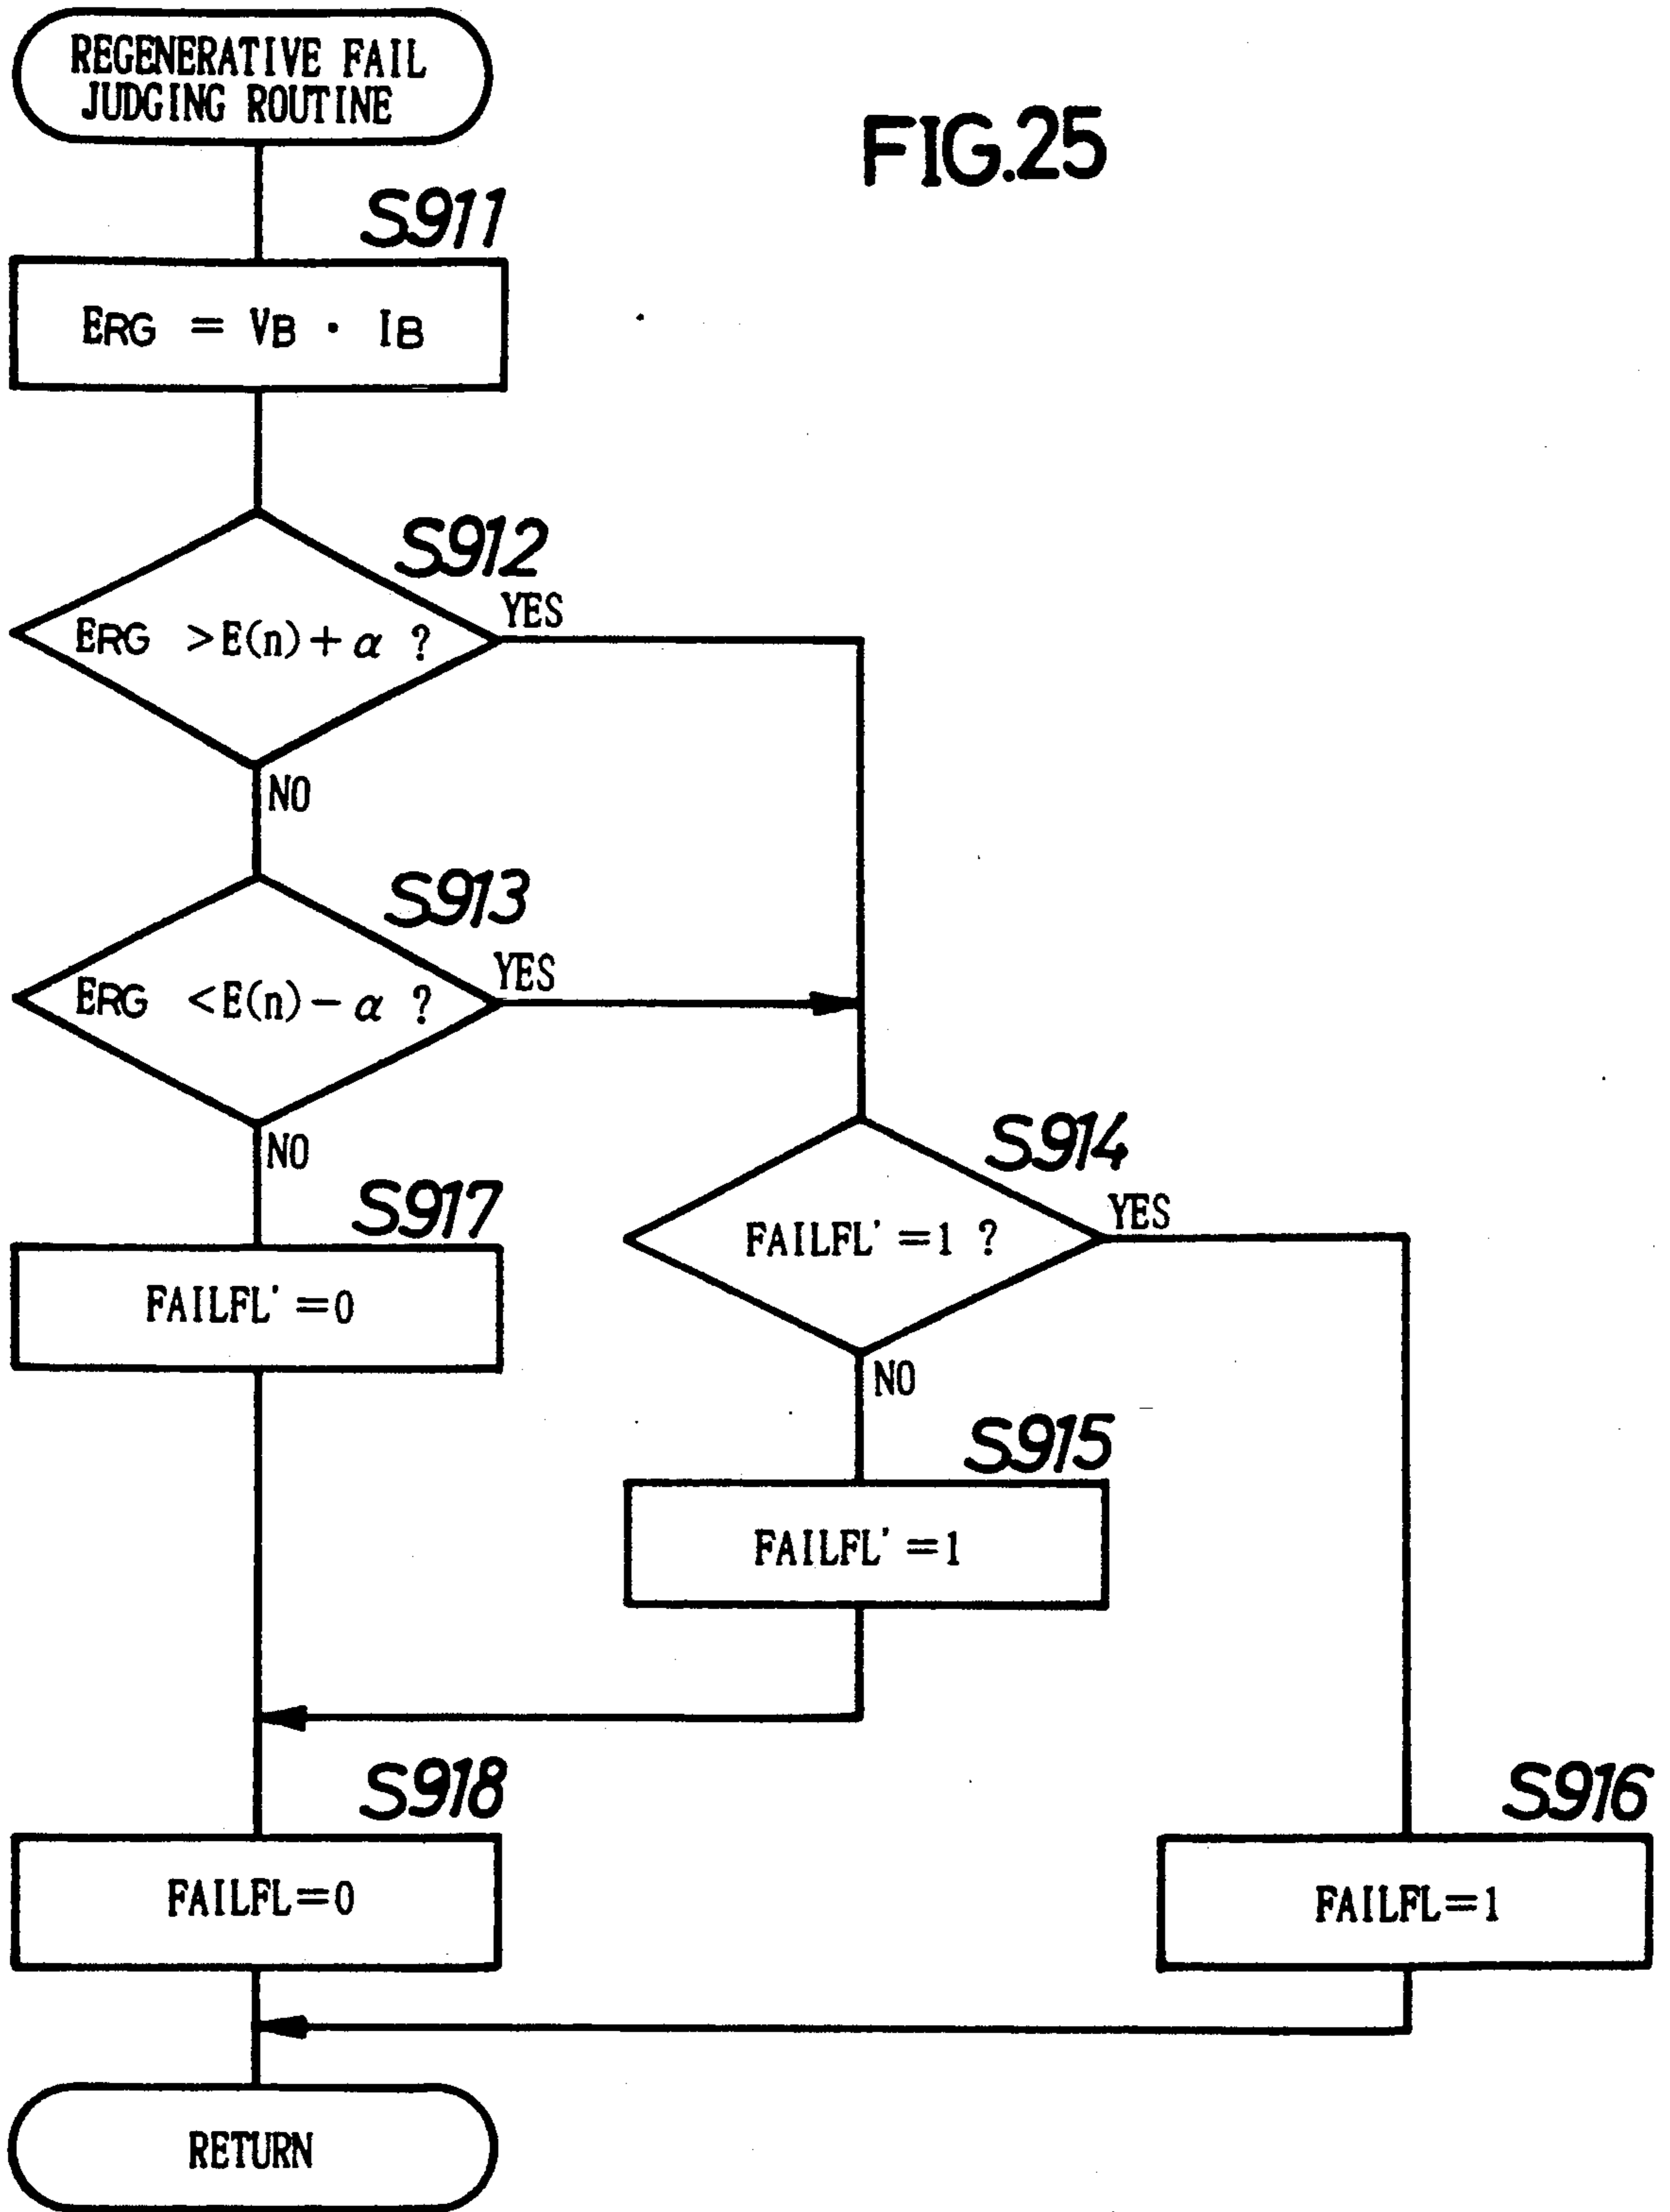 REGENERATIVE FAIL
JUDGING ROUTINE
FIG.25
S911
ERG = VB · IB
S912
ERG >E(n)+α ?
YES
NO
S913
ERG <E(n)-α ?
YES
NO
S914
FAILFL'=1 ?
YES
NO
S917
FAILFL'=0
S915
FAILFL'=1
S918
FAILFL=0
S916
FAILFL=1
RETURN